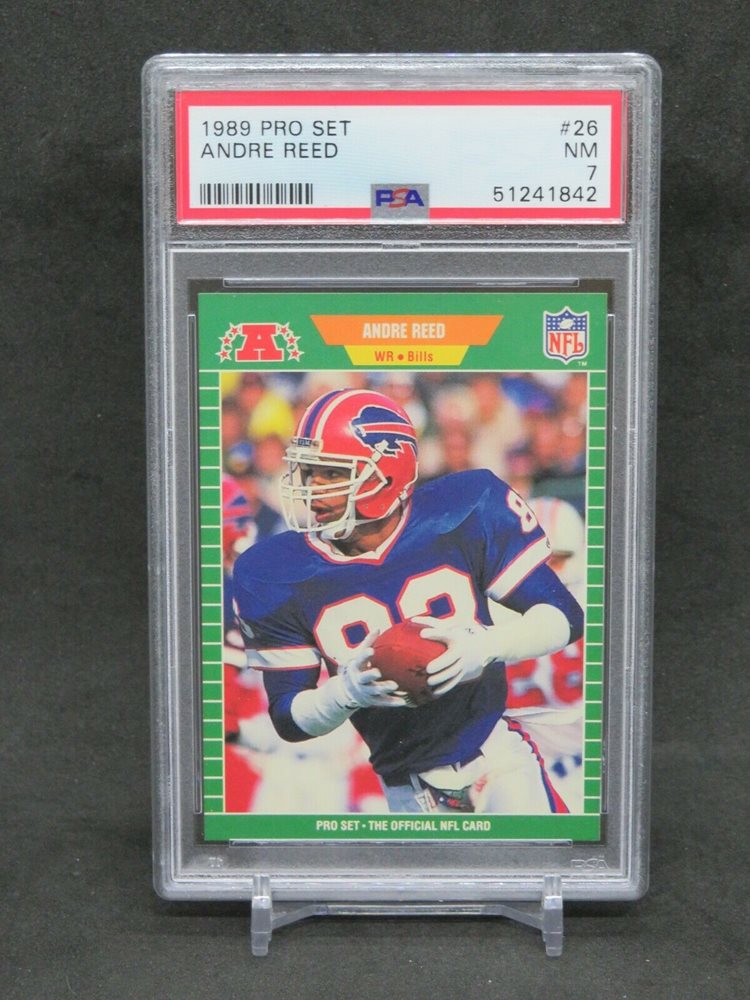 1989 PRO SET #26
ANDRE REED NM
7
PSA 51241842
A ANDRE REED NFL
WR • Bills TM
83
PRO SET • THE OFFICIAL NFL CARD
PSA